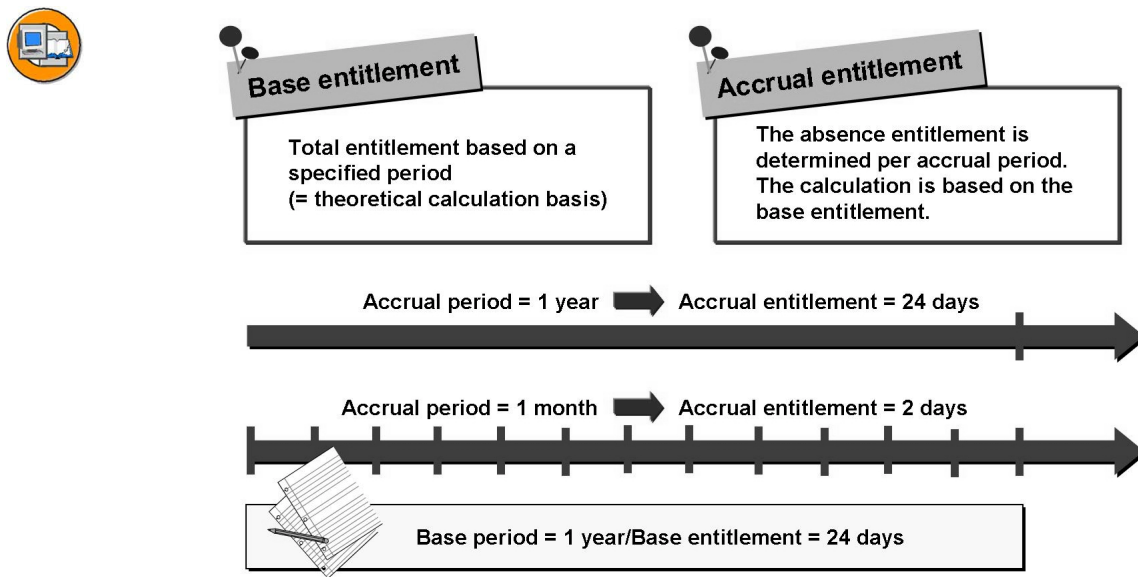 Base entitlement
Total entitlement based on a
specified period
(= theoretical calculation basis)
Accrual entitlement
The absence entitlement is
determined per accrual period.
The calculation is based on the
base entitlement.
Accrual period = 1 year Accrual entitlement = 24 days
Accrual period = 1 month Accrual entitlement = 2 days
Base period = 1 year/Base entitlement = 24 days